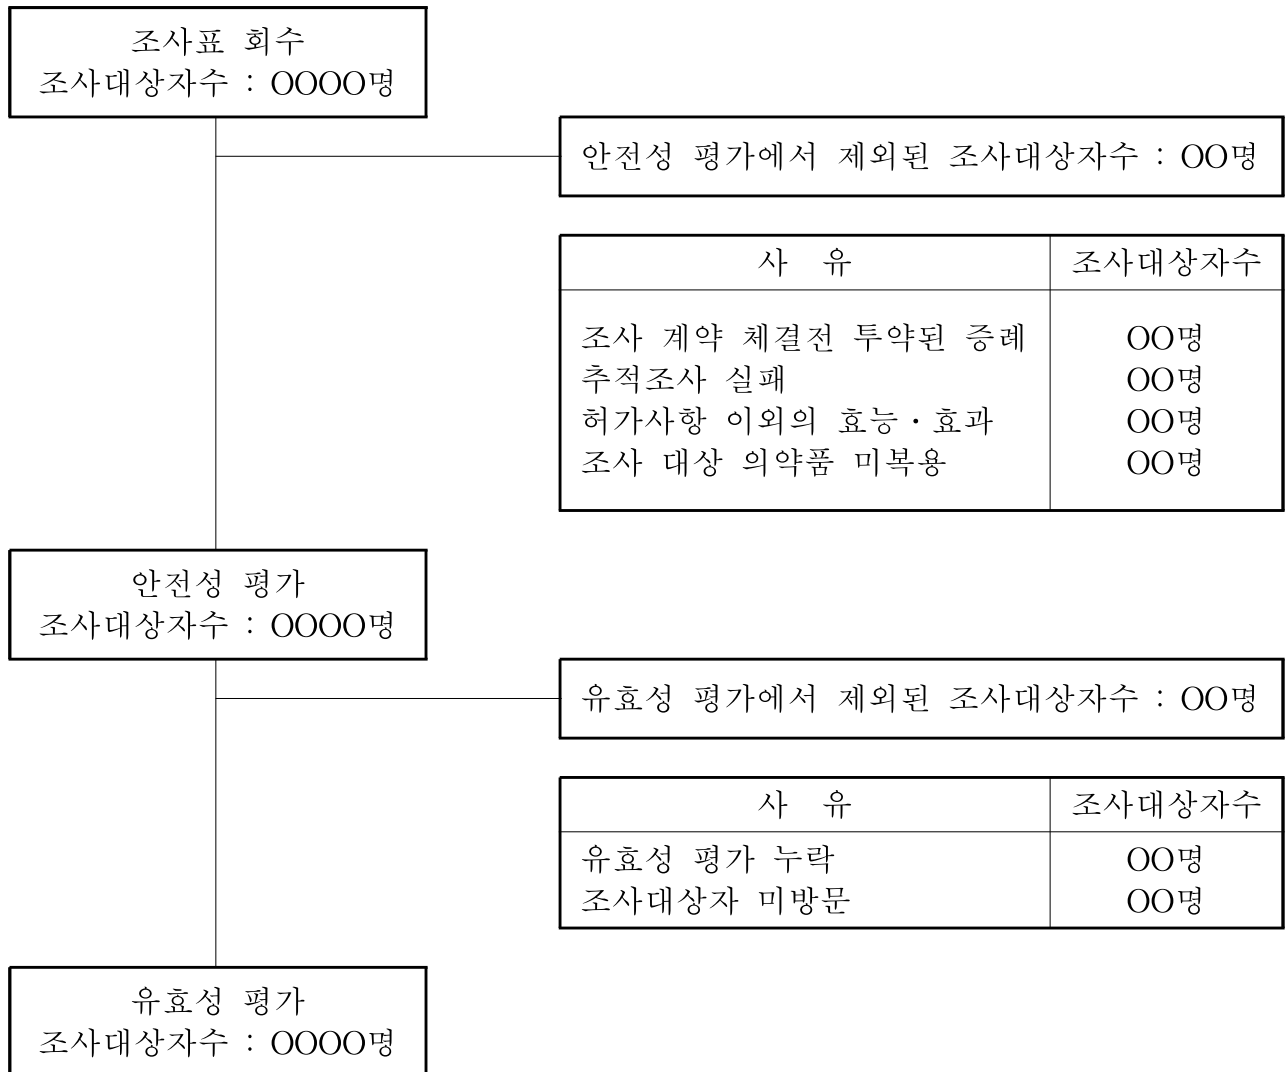 조사표 회수
조사대상자수 : OOOO명
안전성 평가에서 제외된 조사대상자수 : OO명
사 유 조사대상자수
조사 계약 체결전 투약된 증례 OO명
추적조사 실패 OO명
허가사항 이외의 효능·효과 OO명
조사 대상 의약품 미복용 OO명
안전성 평가
조사대상자수 : OOOO명
유효성 평가에서 제외된 조사대상자수 : OO명
사 유 조사대상자수
유효성 평가 누락 OO명
조사대상자 미방문 OO명
유효성 평가
조사대상자수 : OOOO명